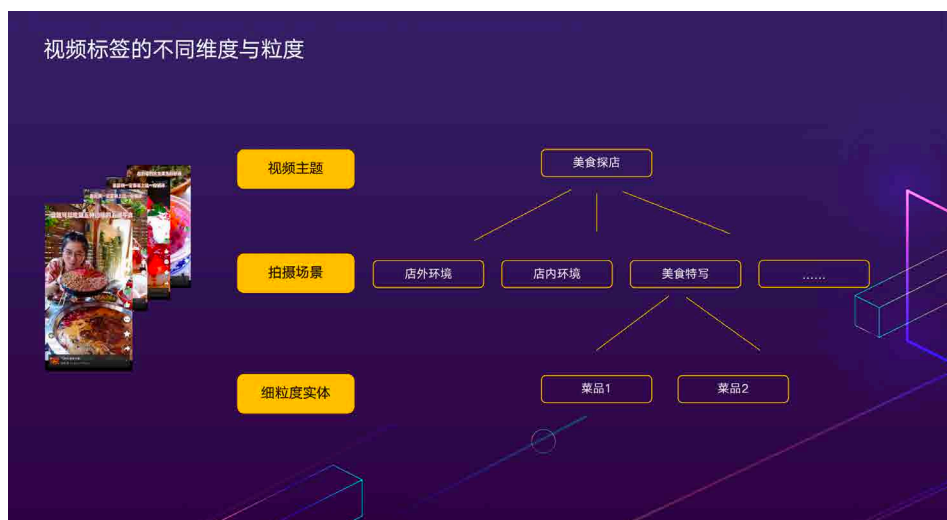 视频标签的不同维度与粒度
视频主题
美食探店
拍摄场景
店外环境
店内环境
美食特写
......
细粒度实体
菜品1
菜品2